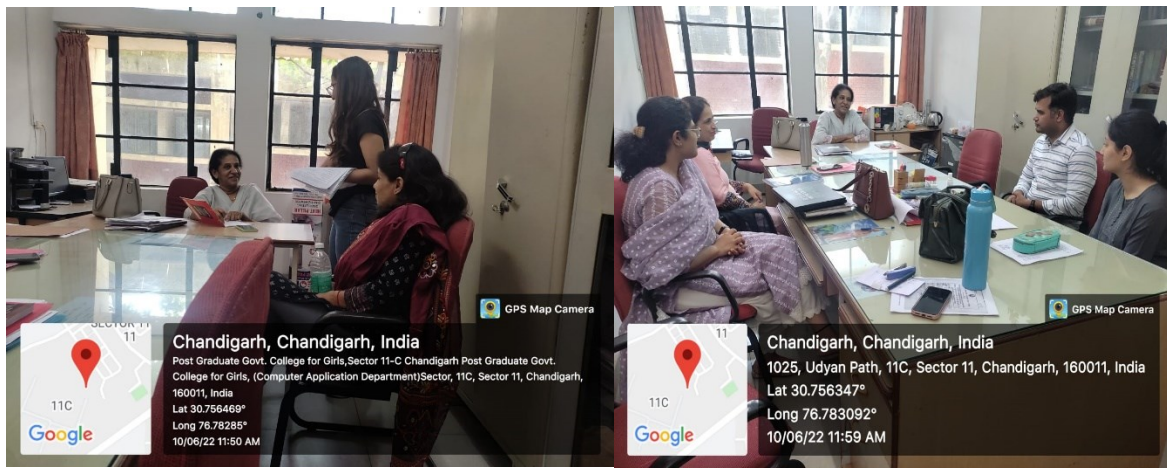 GPS Map Camera
SECTOR 11
11
11C
Google
Chandigarh, Chandigarh, India
Post Graduate Govt. College for Girls,Sector 11-C Chandigarh Post Graduate Govt.
College for Girls, (Computer Application Department)Sector, 11C, Sector 11, Chandigarh,
160011, India
Lat 30.756469°
Long 76.78285°
10/06/22 11:50 AM
GPS Map Camera
11
11C
Google
Chandigarh, Chandigarh, India
1025, Udyan Path, 11C, Sector 11, Chandigarh, 160011, India
Lat 30.756347°
Long 76.783092°
10/06/22 11:59 AM